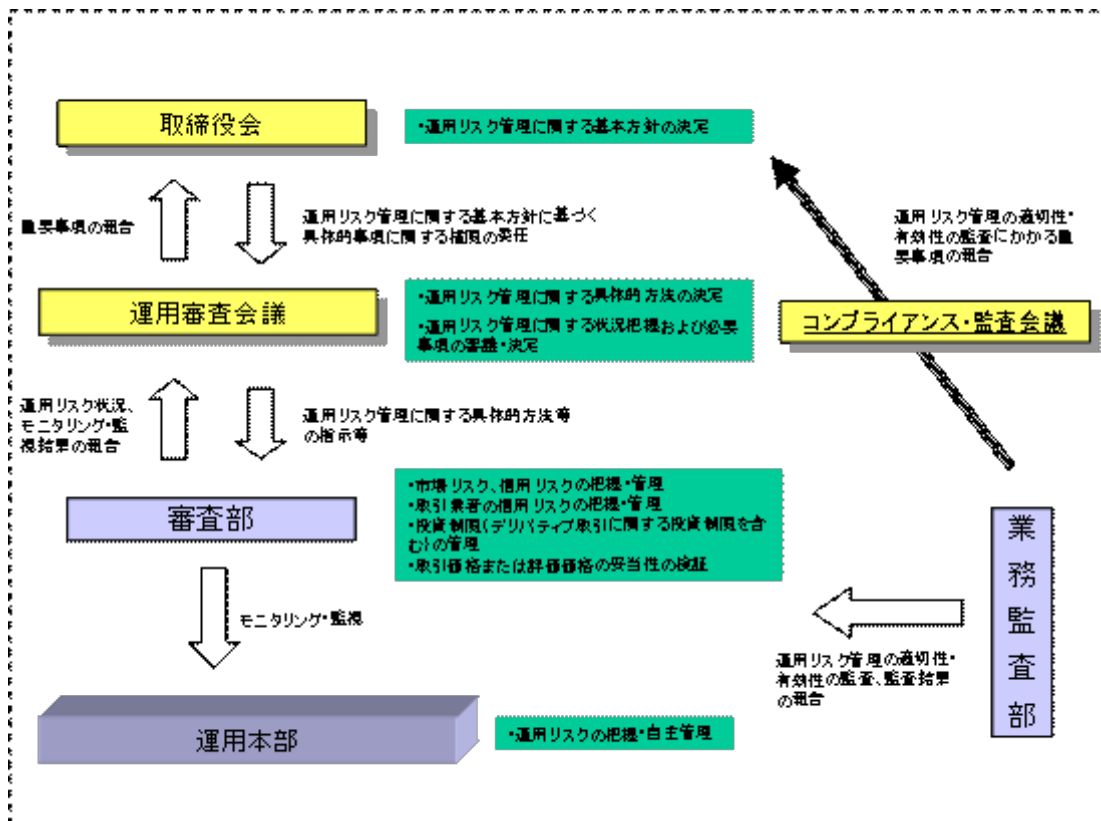 取締役会
・運用リスク管理に関する基本方針の決定
重要事項の報告
運用リスク管理に関する基本方針に基づく
具体的事項に関する権限の委任
運用リスク管理の適切性・
有効性の監査にかかる重
要事項の報告
運用審査会議
・運用リスク管理に関する具体的方法の決定
・運用リスク管理に関する状況把握および必要
事項の審議・決定
コンプライアンス・監査会議
運用リスク状況、
モニタリング・監
視結果の報告
運用リスク管理に関する具体的方法等
の指示等
審査部
・市場リスク、信用リスクの把握・管理
・取引業者の信用リスクの把握・管理
・投資制限(デリバティブ取引に関する投資制限を含
む)の管理
・取引価格または評価価格の妥当性の検証
業務監査部
モニタリング・監視
運用リスク管理の適切性・
有効性の監査、監査結果
の報告
運用本部
・運用リスクの把握・自主管理